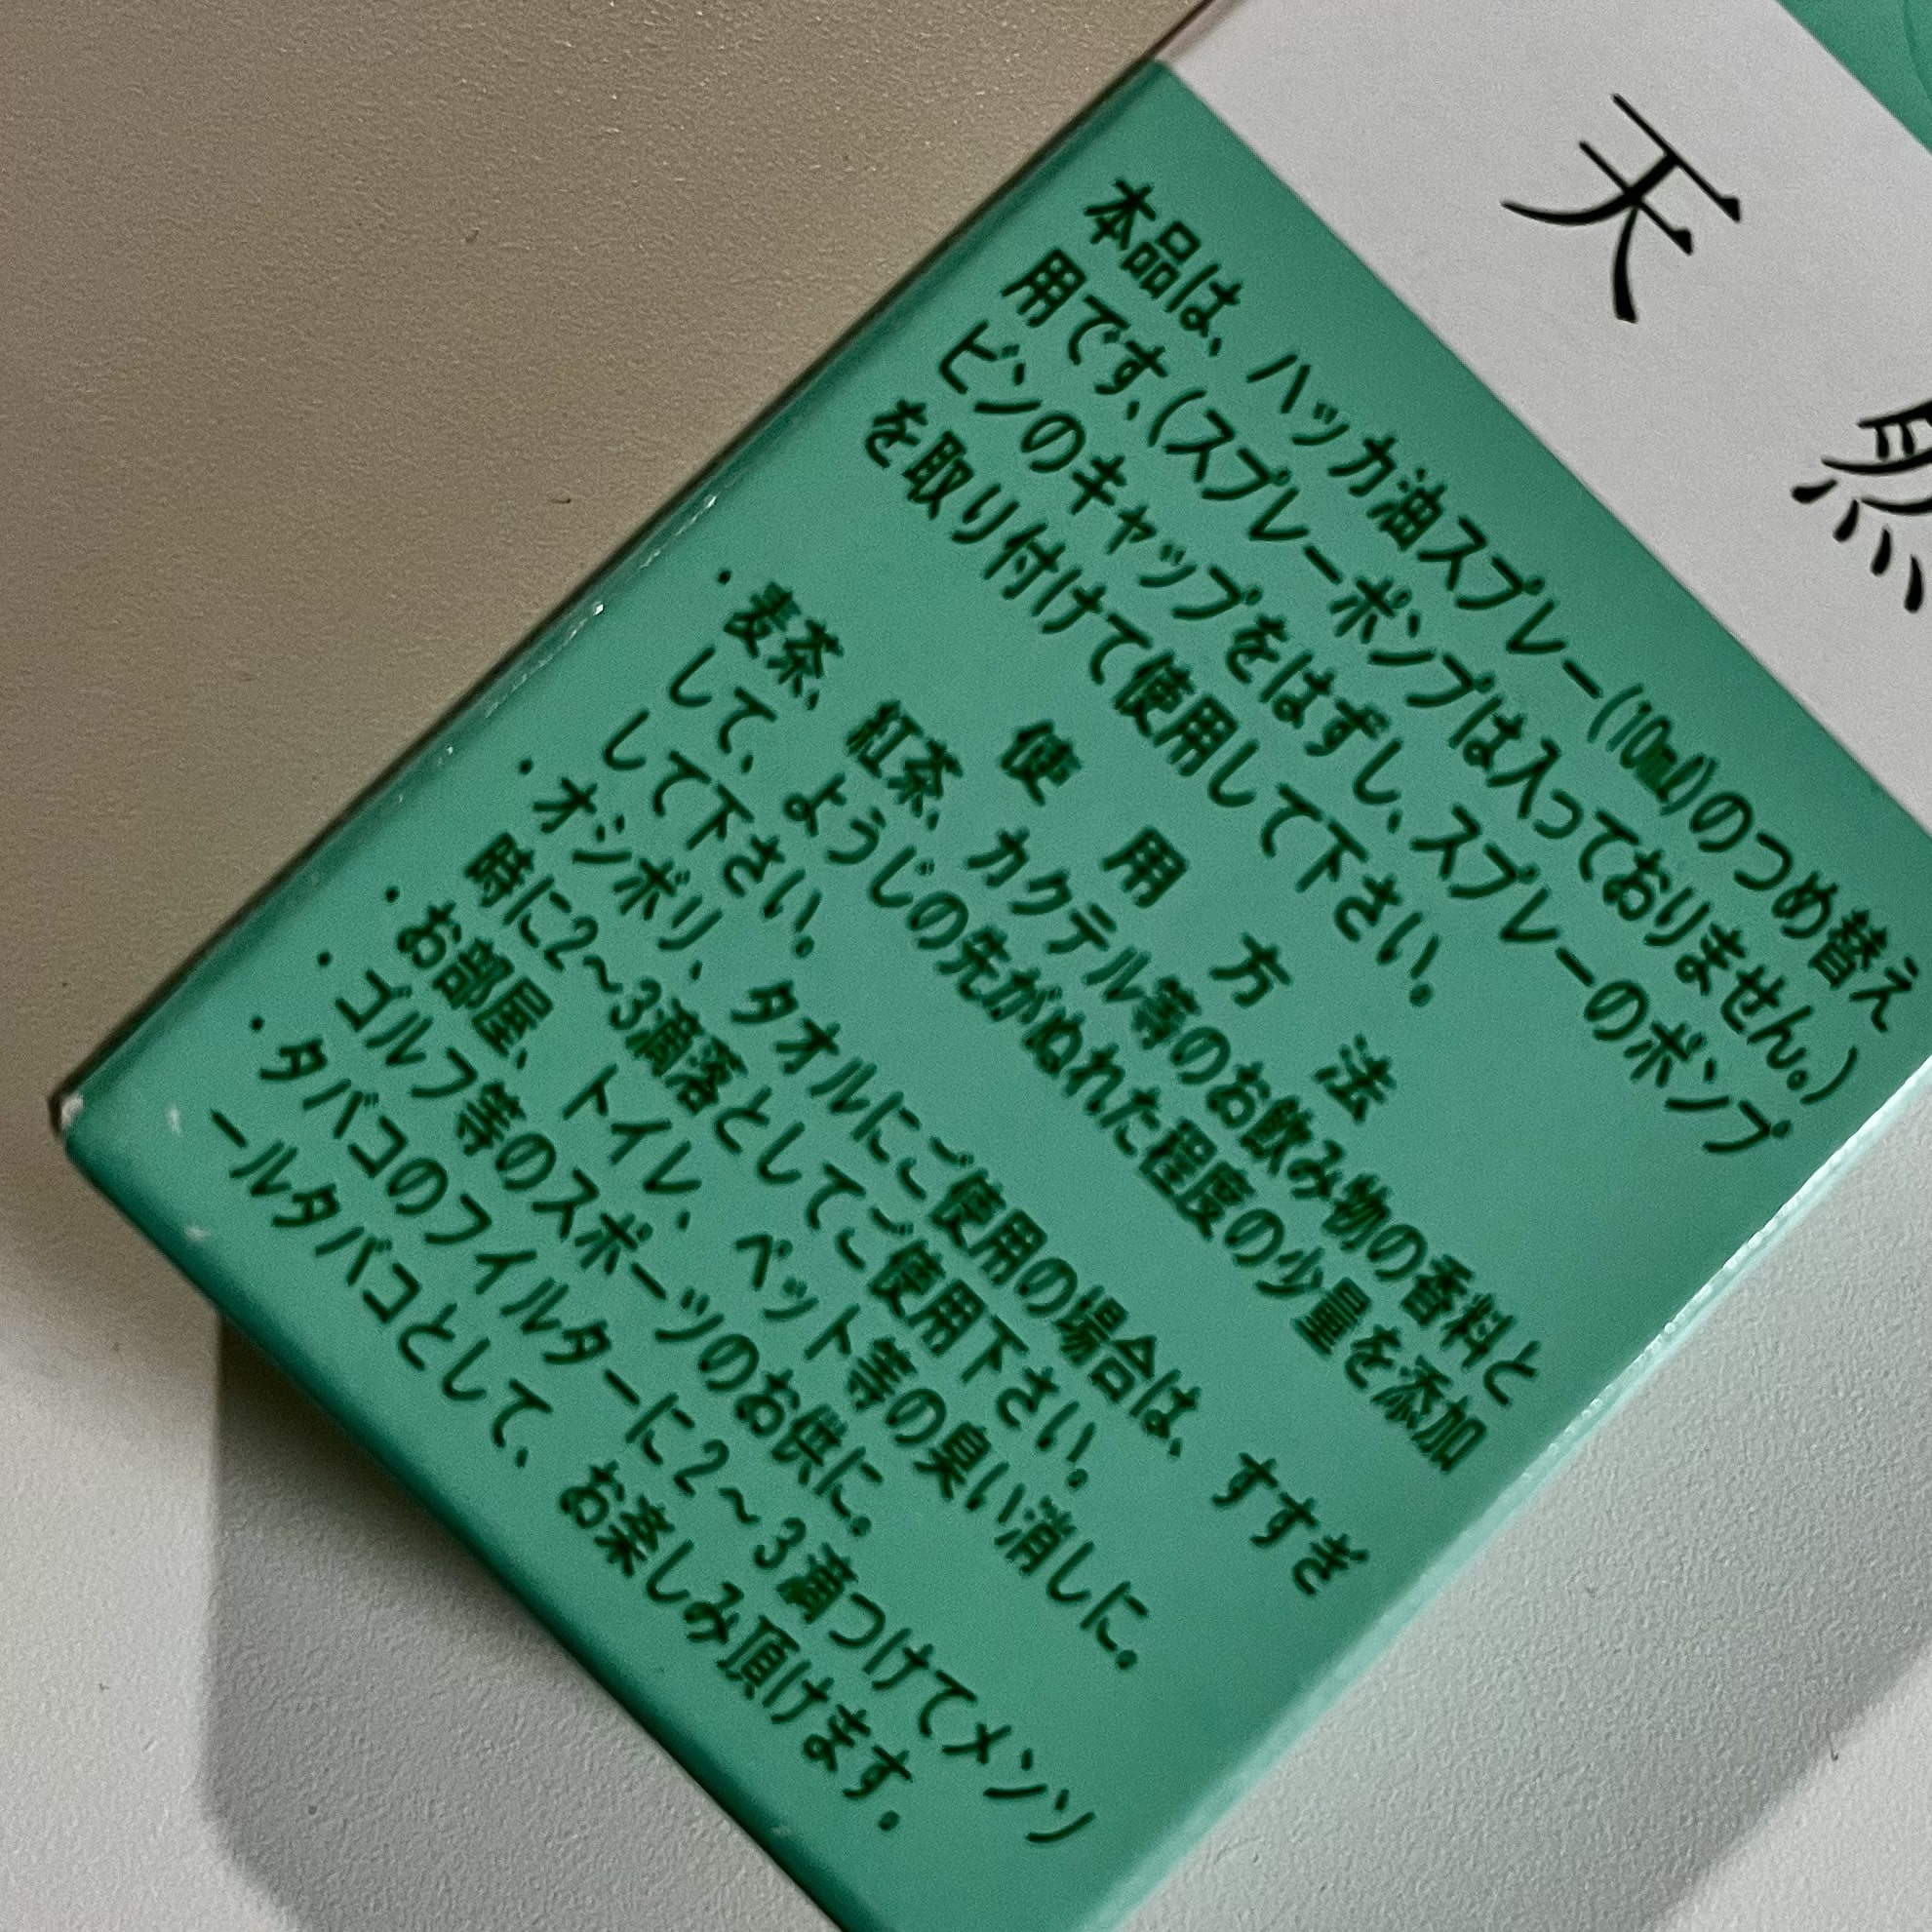 天然
本品は、ハッカ油スプレー(10㎖)のつめ替え
用です、(スプレーポンプは入っておりません。)
ビンのキャップをはずし、スプレーのポンプ
を取り付けて使用して下さい。
使用方法
・麦茶、紅茶、カクテル等のお飲み物の香料と
して、ようじの先がぬれた程度の少量を添加
して下さい。
・オシボリ、タオルにご使用の場合は、すすぎ
時に2〜3滴落としてご使用下さい。
・お部屋、トイレ、ペット等の臭い消しに。
・ゴルフ等のスポーツのお供に。
・タバコのフイルターに2〜3滴つけてメンソ
ールタバコとして、お楽しみ頂けます。